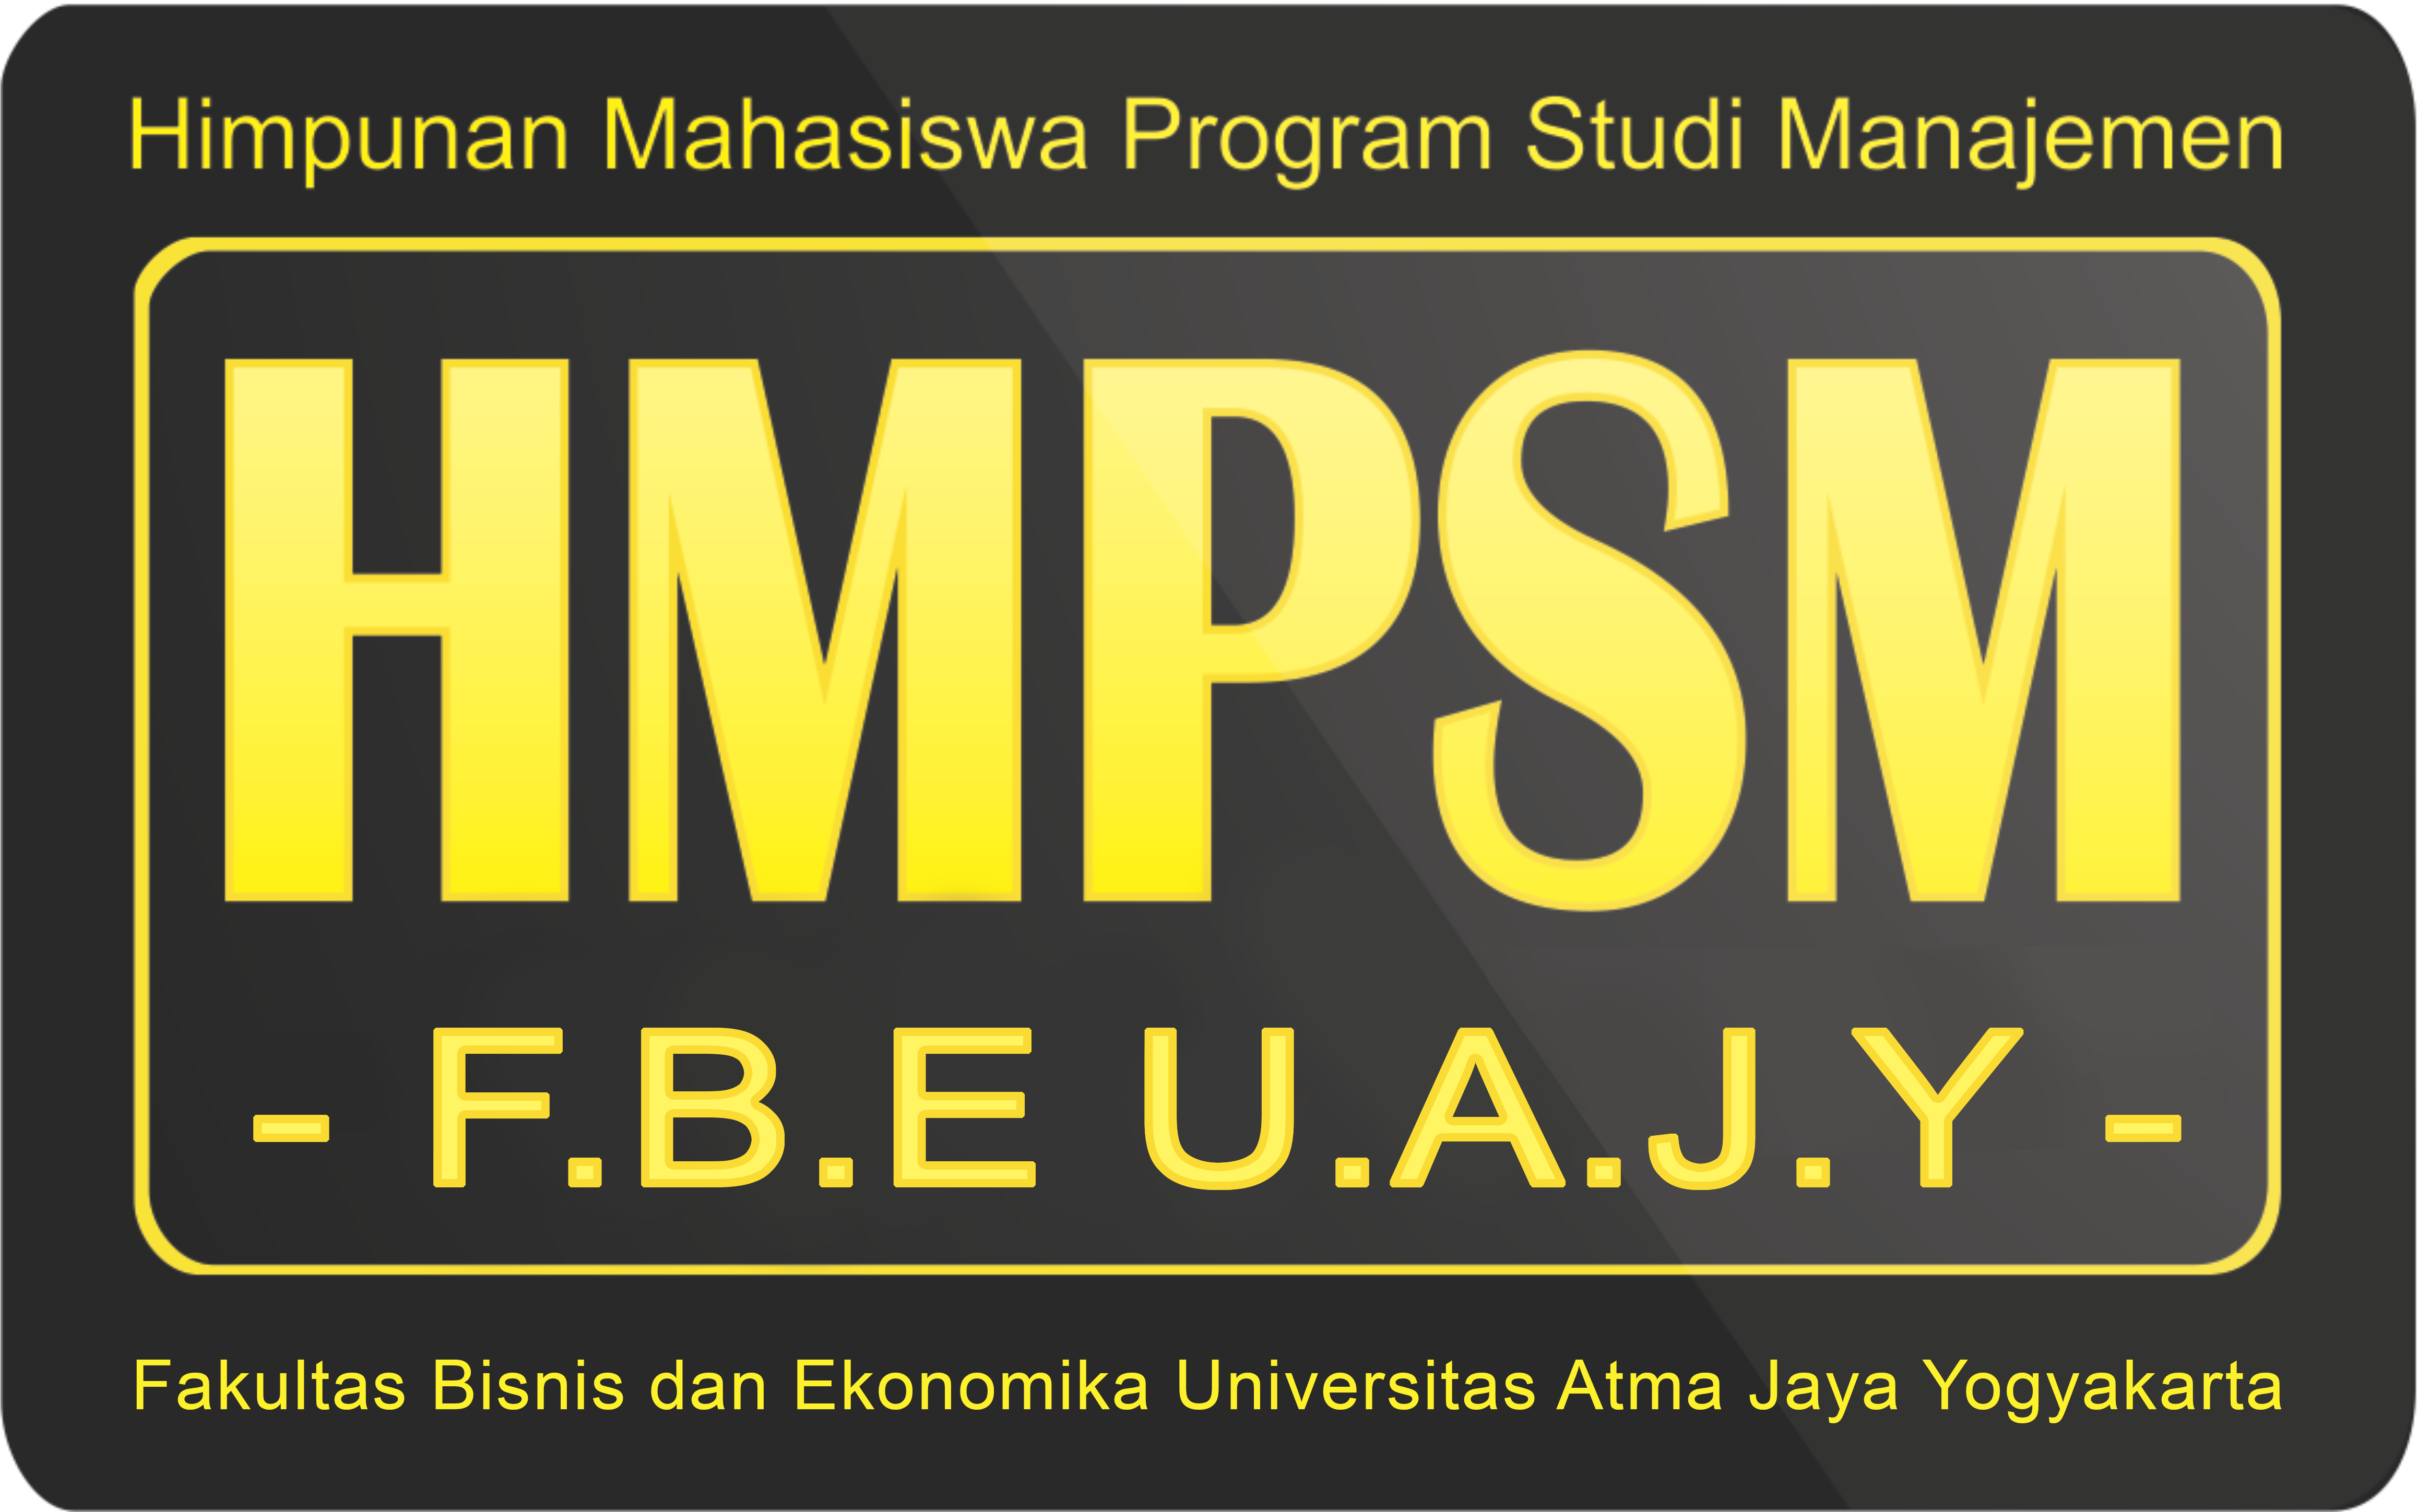 Himpunan Mahasiswa Program Studi Manajemen
HMPSM
- F.B.E U.A.J.Y -
Fakultas Bisnis dan Ekonomika Universitas Atma Jaya Yogyakarta